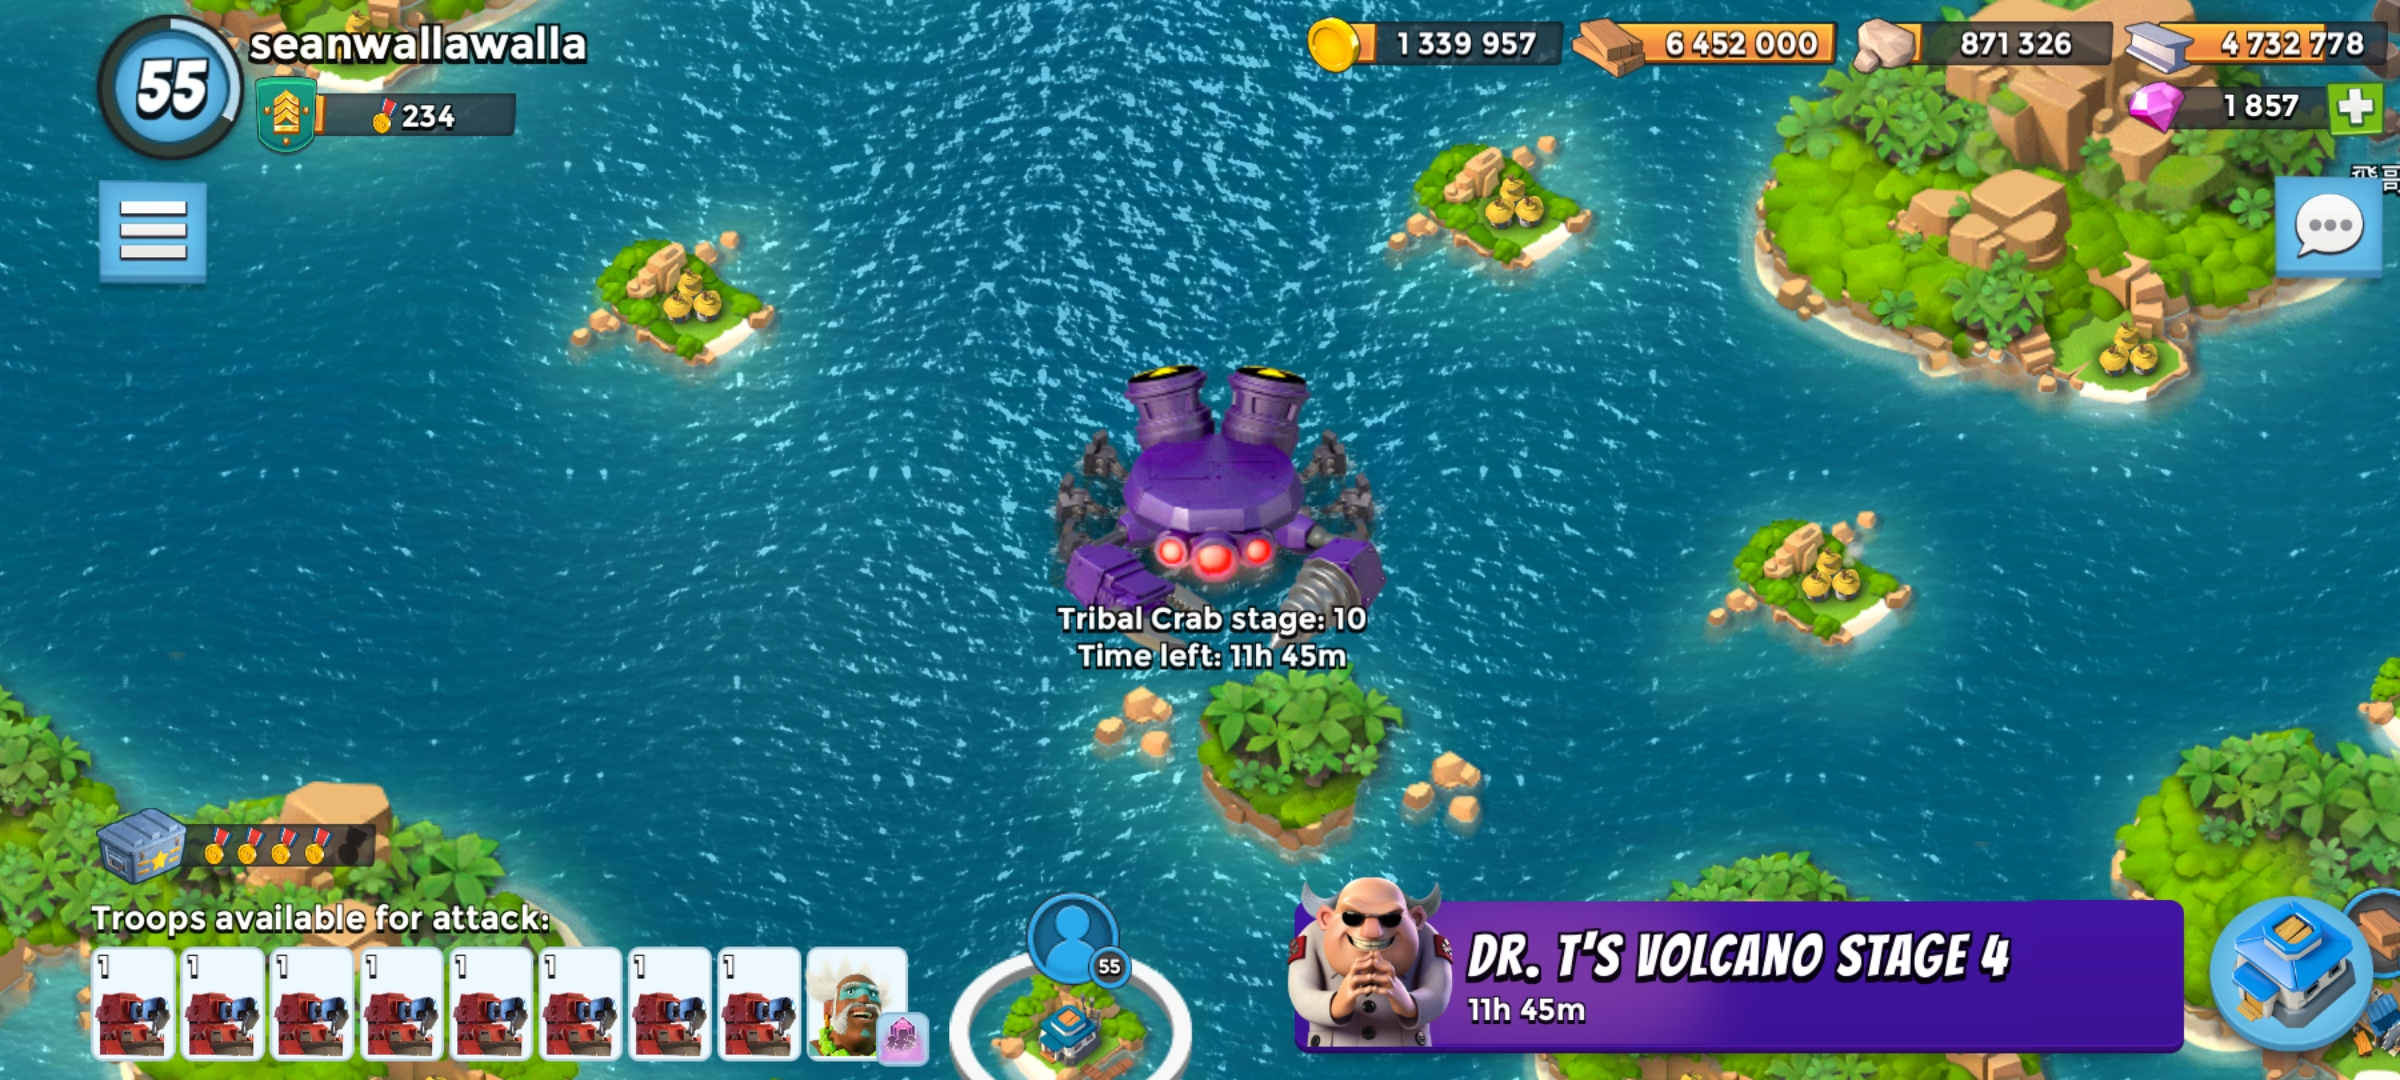 55
seanwallawalla
234
1 339 957
6 452 000
871 326
4 732 778
1 857
飛哥
Tribal Crab stage: 10
Time left: 11h 45m
Troops available for attack:
1
1
1
1
1
1
1
1
55
DR. T'S VOLCANO STAGE 4
11h 45m